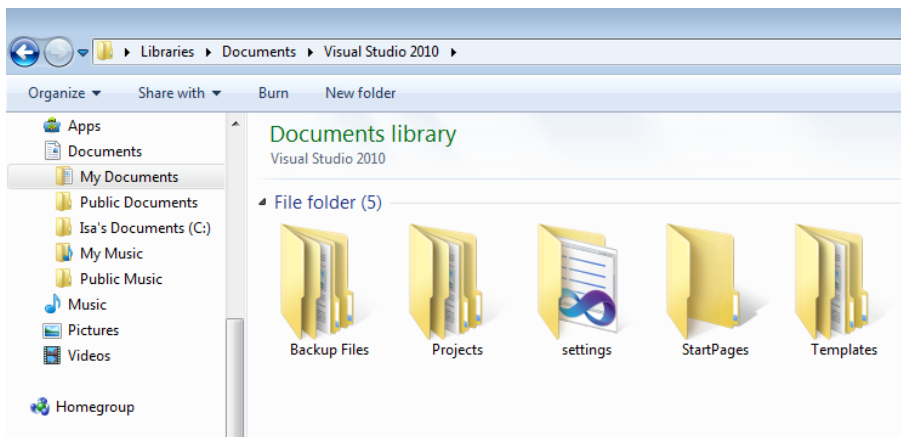 Libraries Documents Visual Studio 2010
Organize Share with Burn New folder
Apps
Documents
My Documents
Public Documents
Isa's Documents (C:)
My Music
Public Music
Music
Pictures
Videos
Homegroup
Documents library
Visual Studio 2010
File folder (5)
Backup Files Projects settings StartPages Templates